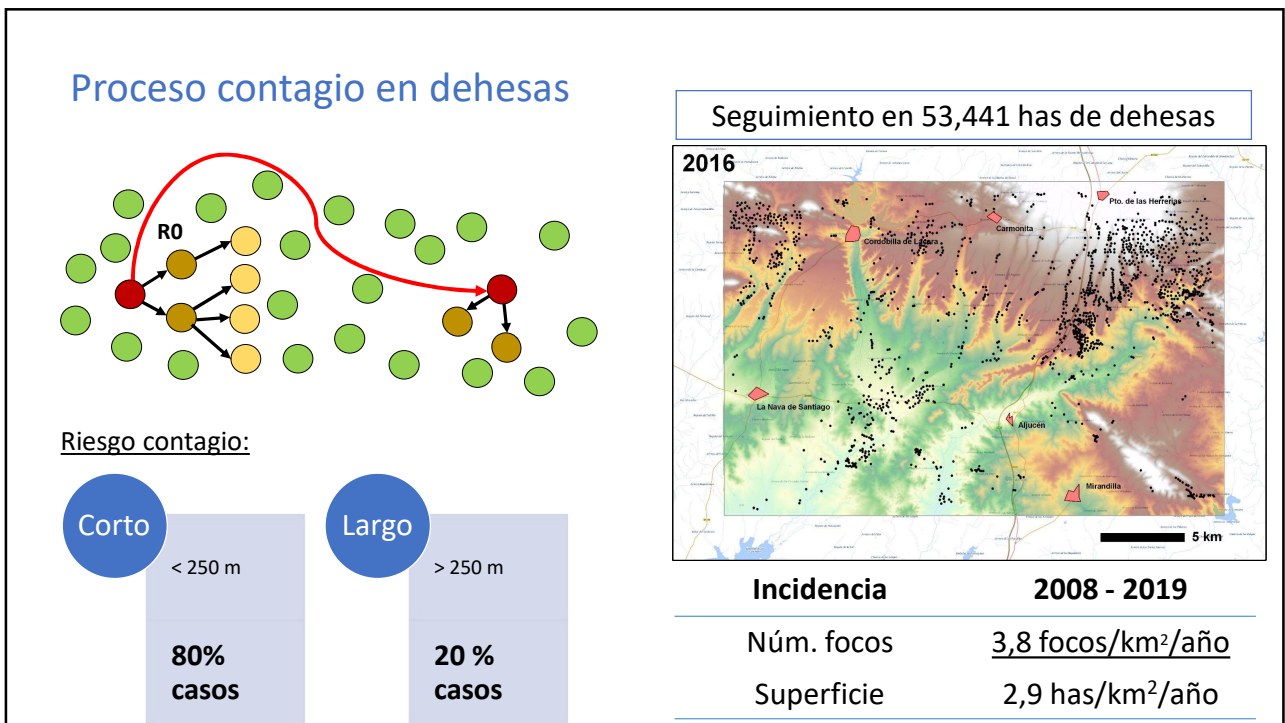 Proceso contagio en dehesas
R0
Riesgo contagio:
Corto
< 250 m
80%
casos
Largo
> 250 m
20 %
casos
Seguimiento en 53,441 has de dehesas
2016
Pto. de las Herrerias
Carmonita
Cordobilla de Lácara
La Nava de Santiago
Aljucén
Mirandilla
5 km
Incidencia 2008 - 2019
Núm. focos 3,8 focos/km²/año
Superficie 2,9 has/km²/año